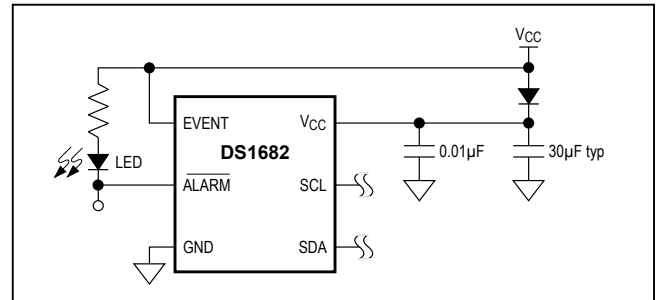 VCC
EVENT
VCC
DS1682
0.01µF
30µF typ
LED
ALARM
SCL
GND
SDA